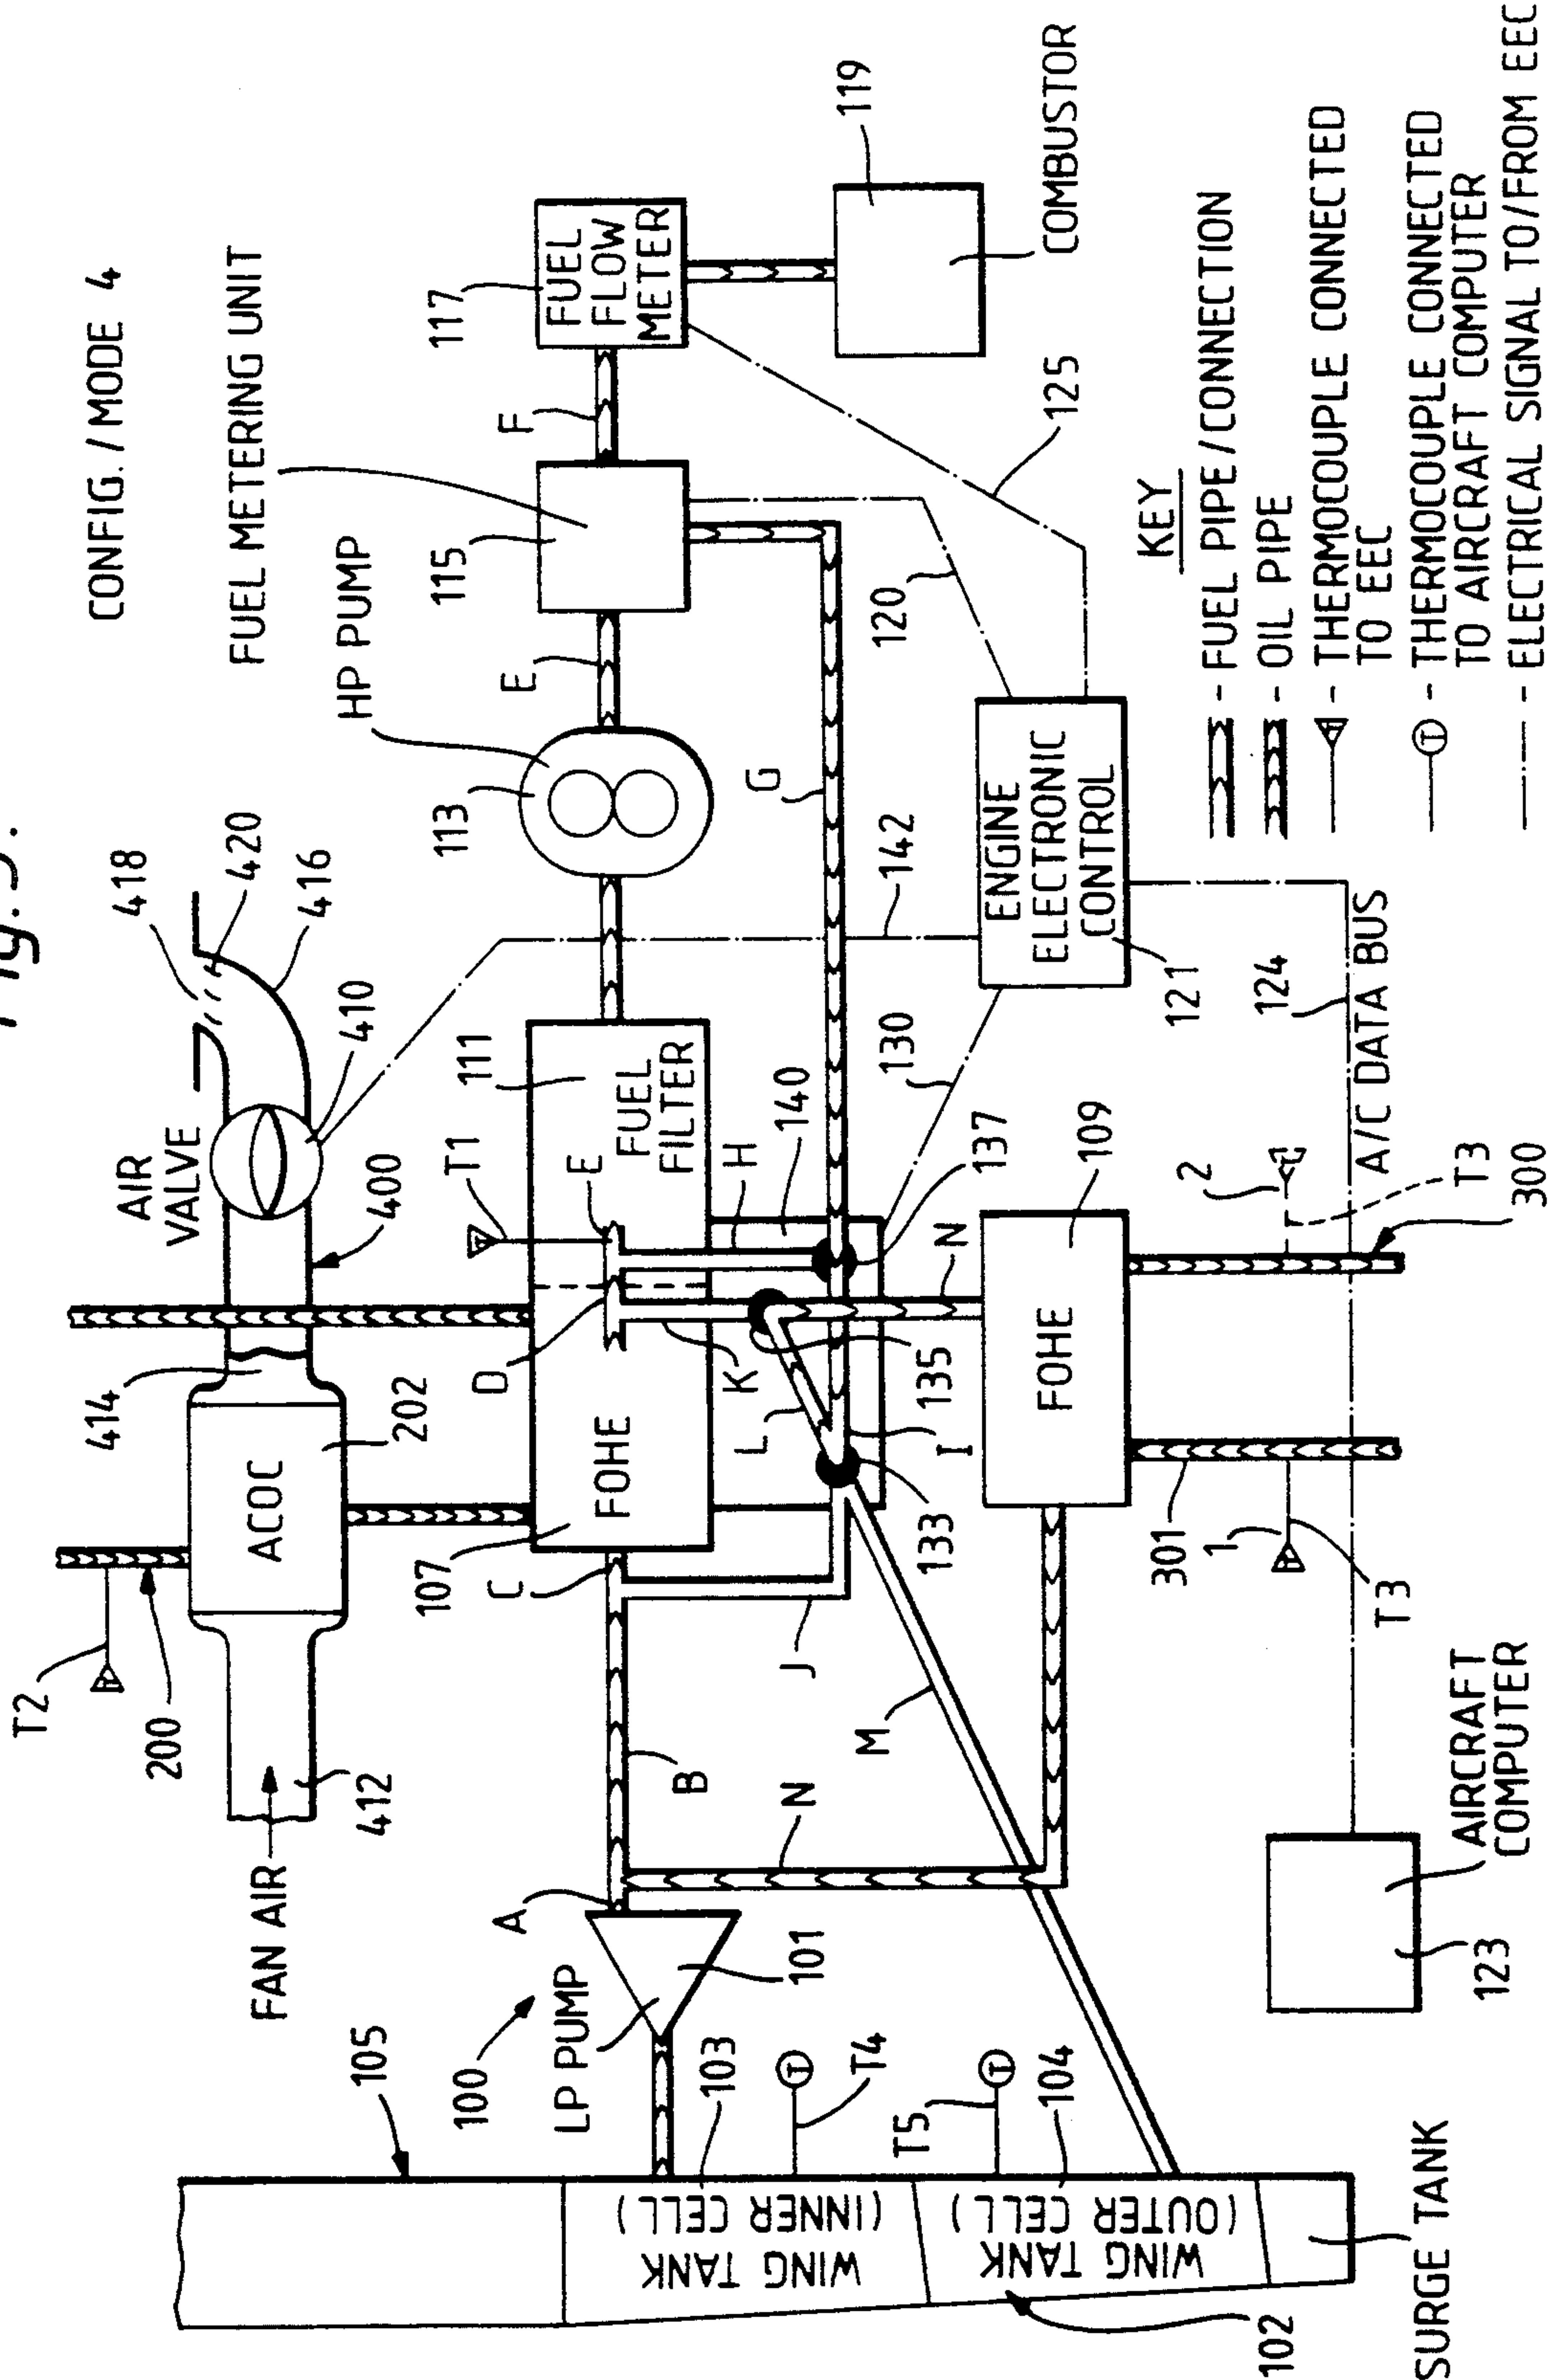 Fig.5.
CONFIG./MODE 4
FUEL METERING UNIT
HP PUMP
418
420
416
410
AIR
VALVE
400
414
202
ACOC
T2
200
412
FAN AIR
105
100
LP PUMP
101
A
B
C
107
FOHE
D
E
T1
111
FUEL
FILTER
113
E
115
F
117
FUEL
FLOW
METER
119
COMBUSTOR
G
H
140
K
L
135
I
133
137
J
M
N
N
130
142
120
125
ENGINE
ELECTRONIC
CONTROL
121
124
A/C DATA BUS
109
FOHE
2
T3
300
301
1
T3
103
T4
T5
104
WING TANK
(INNER CELL)
WING TANK
(OUTER CELL)
102
SURGE TANK
123
AIRCRAFT
COMPUTER
KEY
- FUEL PIPE/CONNECTION
- OIL PIPE
T - THERMOCOUPLE CONNECTED
TO EEC
T - THERMOCOUPLE CONNECTED
TO AIRCRAFT COMPUTER
- ELECTRICAL SIGNAL TO/FROM EEC